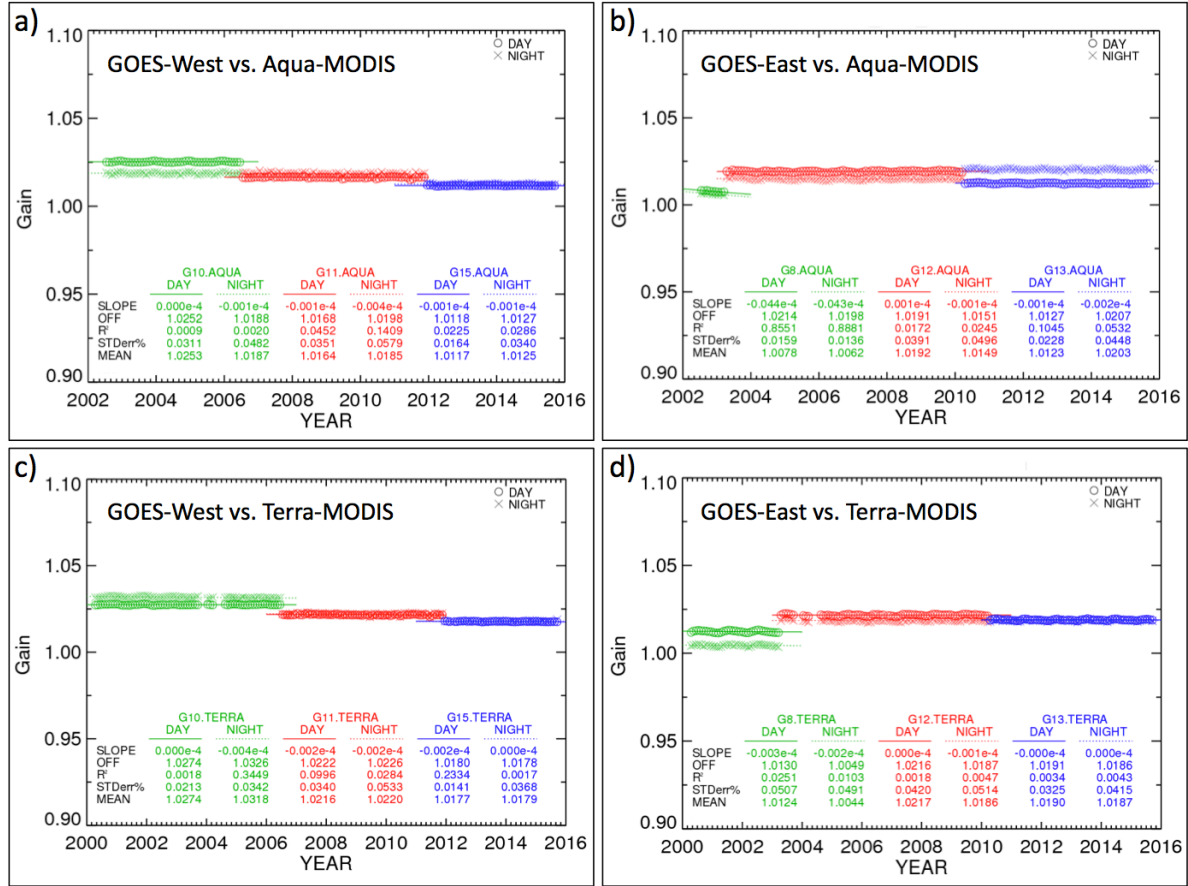 a)
1.10
DAY
NIGHT
GOES-West vs. Aqua-MODIS
1.05
Gain
1.00
0.95
G10.AQUA G11.AQUA G15.AQUA
DAY NIGHT DAY NIGHT DAY NIGHT
SLOPE 0.000e-4 -0.001e-4 -0.001e-4 -0.004e-4 -0.001e-4 -0.001e-4
OFF 1.0252 1.0188 1.0168 1.0198 1.0118 1.0127
R² 0.0009 0.0020 0.0452 0.1409 0.0225 0.0286
STDerr% 0.0311 0.0482 0.0351 0.0579 0.0164 0.0340
MEAN 1.0253 1.0187 1.0164 1.0185 1.0117 1.0125
0.90
2002 2004 2006 2008 2010 2012 2014 2016
YEAR
b)
1.10
DAY
NIGHT
GOES-East vs. Aqua-MODIS
1.05
Gain
1.00
0.95
G8.AQUA G12.AQUA G13.AQUA
DAY NIGHT DAY NIGHT DAY NIGHT
SLOPE -0.044e-4 -0.043e-4 0.001e-4 -0.001e-4 -0.001e-4 -0.002e-4
OFF 1.0214 1.0198 1.0191 1.0151 1.0127 1.0207
R² 0.8551 0.8881 0.0172 0.0245 0.1045 0.0532
STDerr% 0.0159 0.0136 0.0391 0.0496 0.0228 0.0448
MEAN 1.0078 1.0062 1.0192 1.0149 1.0123 1.0203
0.90
2002 2004 2006 2008 2010 2012 2014 2016
YEAR
c)
1.10
DAY
NIGHT
GOES-West vs. Terra-MODIS
1.05
Gain
1.00
0.95
G10.TERRA G11.TERRA G15.TERRA
DAY NIGHT DAY NIGHT DAY NIGHT
SLOPE 0.000e-4 -0.004e-4 -0.002e-4 -0.002e-4 -0.002e-4 0.000e-4
OFF 1.0274 1.0326 1.0222 1.0226 1.0180 1.0178
R² 0.0018 0.3449 0.0996 0.0284 0.2334 0.0017
STDerr% 0.0213 0.0342 0.0340 0.0533 0.0141 0.0368
MEAN 1.0274 1.0318 1.0216 1.0220 1.0177 1.0179
0.90
2000 2002 2004 2006 2008 2010 2012 2014 2016
YEAR
d)
1.10
DAY
NIGHT
GOES-East vs. Terra-MODIS
1.05
Gain
1.00
0.95
G8.TERRA G12.TERRA G13.TERRA
DAY NIGHT DAY NIGHT DAY NIGHT
SLOPE -0.003e-4 -0.002e-4 0.000e-4 -0.001e-4 -0.000e-4 0.000e-4
OFF 1.0130 1.0049 1.0216 1.0187 1.0191 1.0186
R² 0.0251 0.0103 0.0018 0.0047 0.0034 0.0043
STDerr% 0.0507 0.0491 0.0420 0.0514 0.0325 0.0415
MEAN 1.0124 1.0044 1.0217 1.0186 1.0190 1.0187
0.90
2000 2002 2004 2006 2008 2010 2012 2014 2016
YEAR